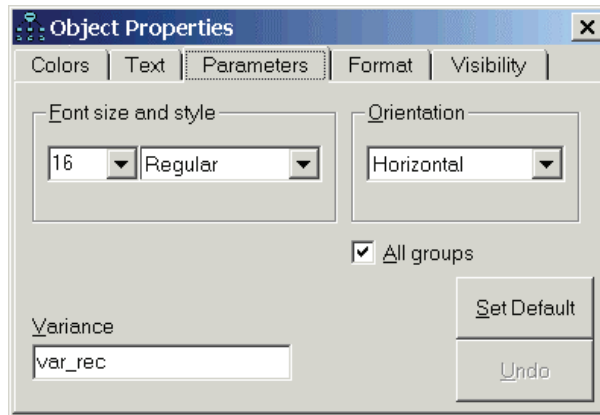 Object Properties
Colors Text Parameters Format Visibility
Font size and style
Orientation
16 Regular
Horizontal
All groups
Set Default
Variance
var_rec
Undo